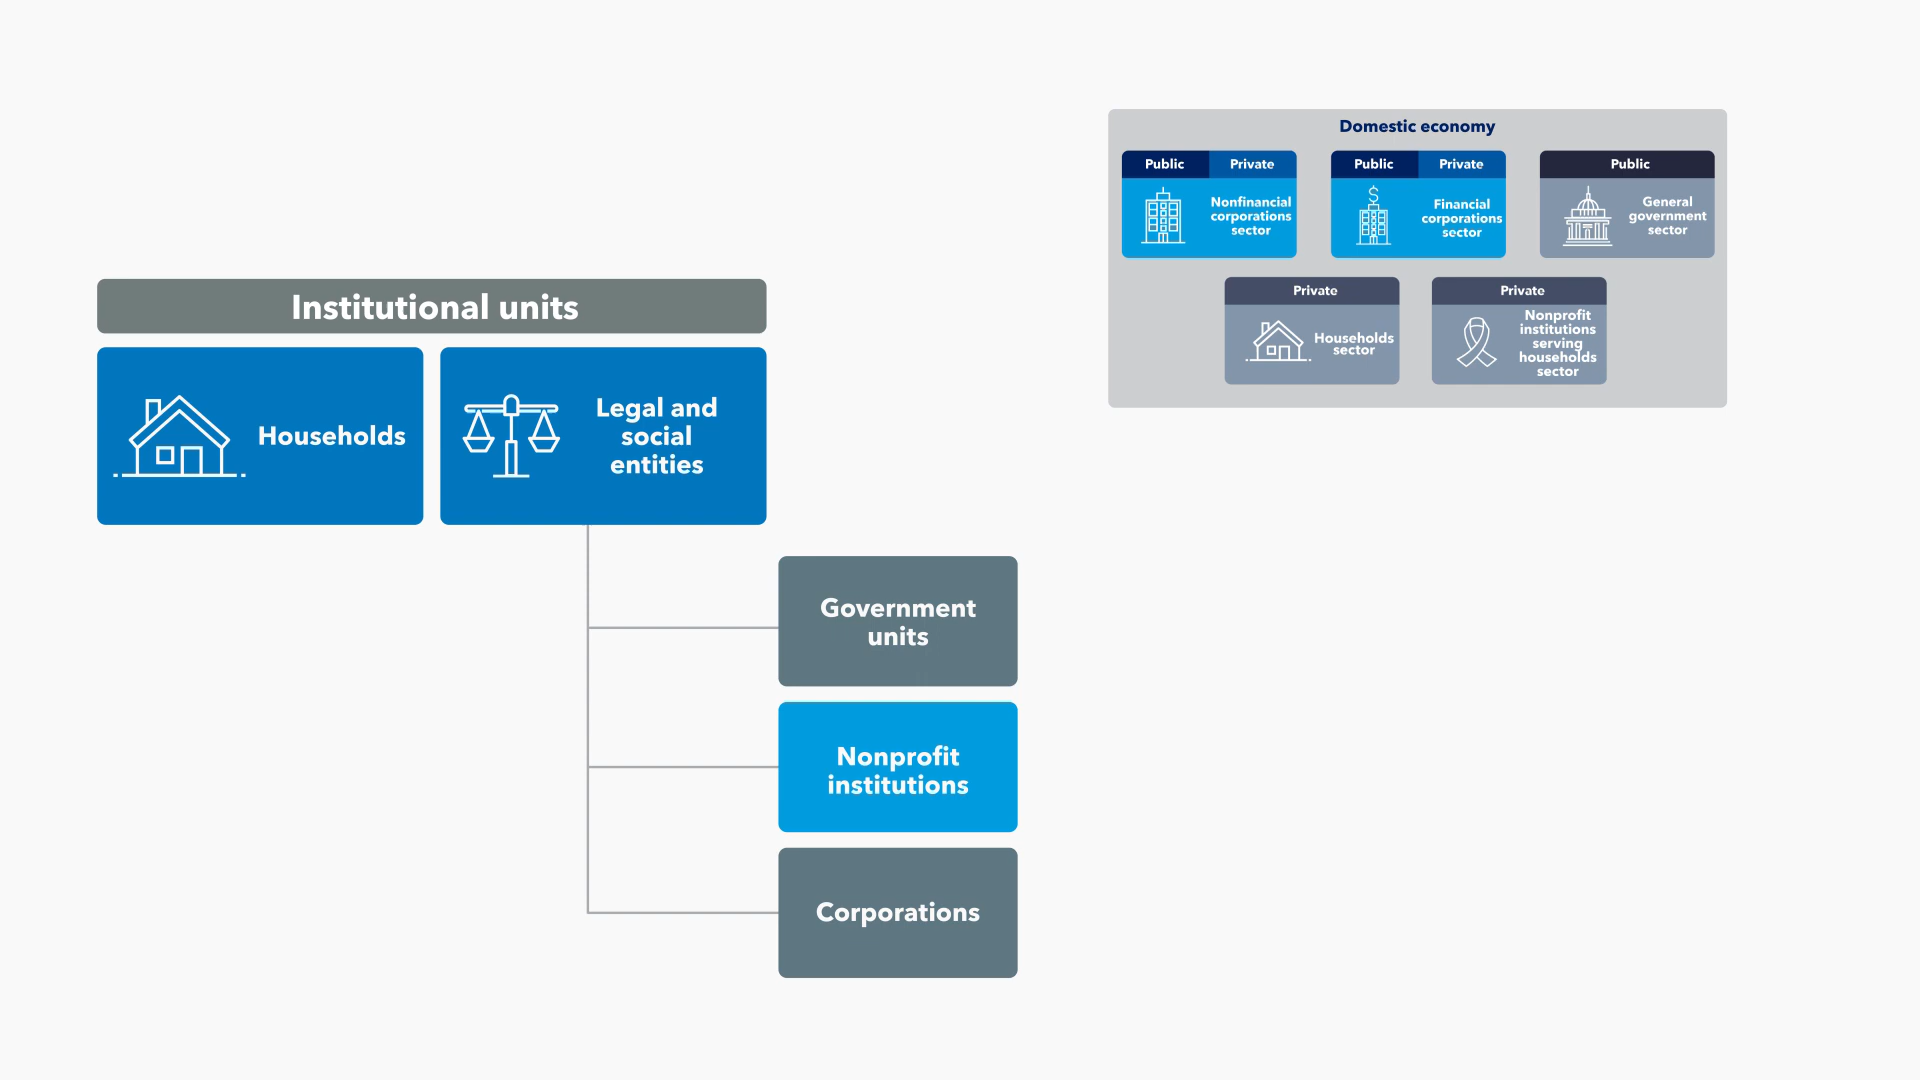 Domestic economy
Public
Private
Nonfinancial
corporations
sector
Public
Private
$
Financial
corporations
sector
Public
General
government
sector
Private
Households
sector
Private
Nonprofit
institutions
serving
households
sector
Institutional units
Households
Legal and
social
entities
Government
units
Nonprofit
institutions
Corporations